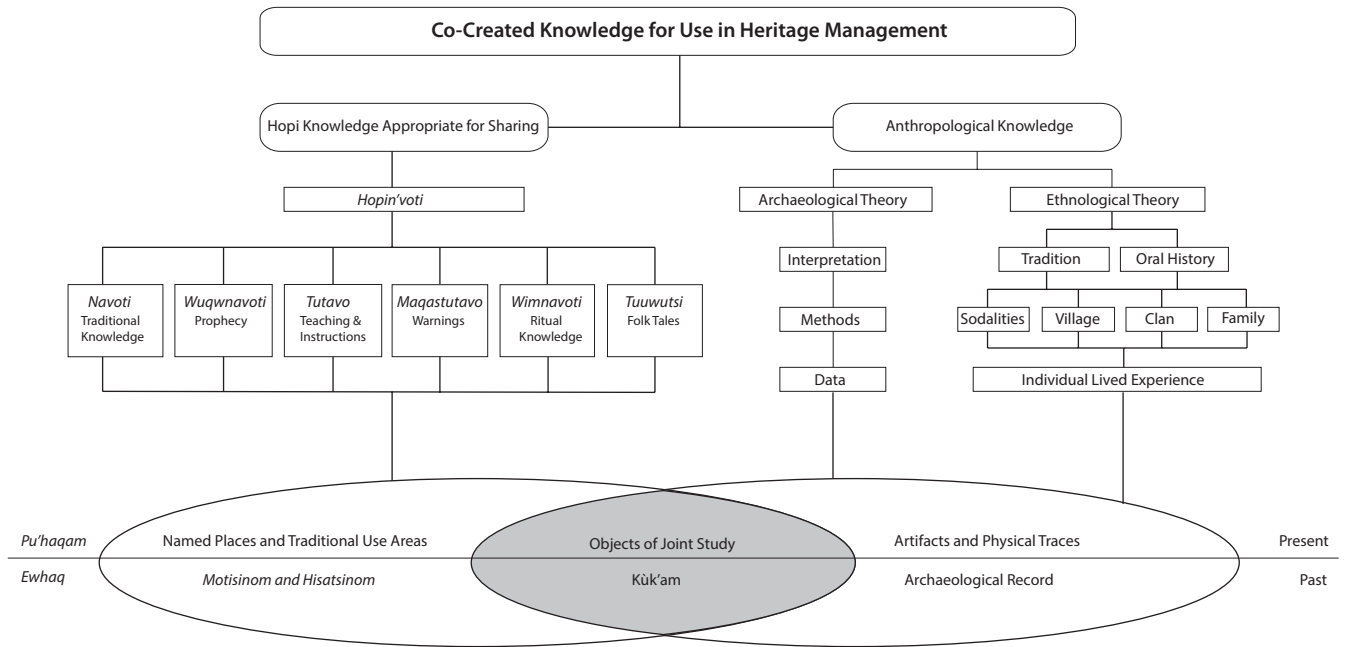 Co-Created Knowledge for Use in Heritage Management
Hopi Knowledge Appropriate for Sharing
Anthropological Knowledge
Hopin'voti
Archaeological Theory
Ethnological Theory
Interpretation
Tradition
Oral History
Navoti
Traditional
Knowledge
Wuqwnavoti
Prophecy
Tutavo
Teaching &
Instructions
Maqastutavo
Warnings
Wimnavoti
Ritual
Knowledge
Tuuwutsi
Folk Tales
Methods
Sodalities
Village
Clan
Family
Data
Individual Lived Experience
Pu'haqam
Named Places and Traditional Use Areas
Objects of Joint Study
Artifacts and Physical Traces
Present
Ewhaq
Motisinom and Hisatsinom
Kùk'am
Archaeological Record
Past